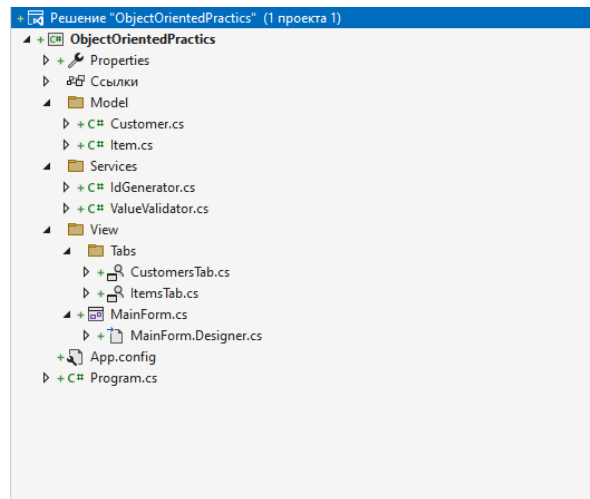 Решение "ObjectOrientedPractics" (1 проекта 1)
C# ObjectOrientedPractics
Properties
Ссылки
Model
C# Customer.cs
C# Item.cs
Services
C# IdGenerator.cs
C# ValueValidator.cs
View
Tabs
CustomersTab.cs
ItemsTab.cs
MainForm.cs
MainForm.Designer.cs
App.config
C# Program.cs